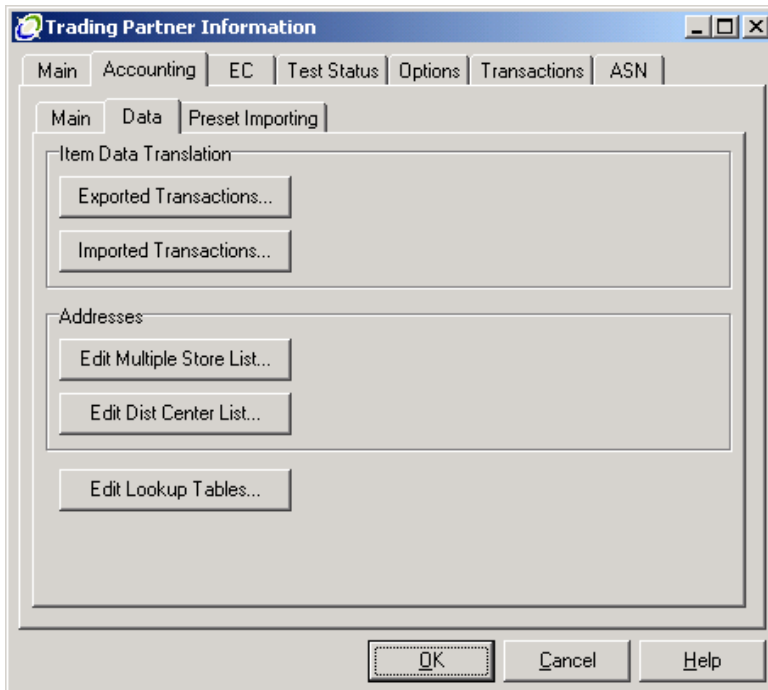 Trading Partner Information
Main Accounting EC Test Status Options Transactions ASN
Main Data Preset Importing
Item Data Translation
Exported Transactions...
Imported Transactions...
Addresses
Edit Multiple Store List...
Edit Dist Center List...
Edit Lookup Tables...
OK Cancel Help